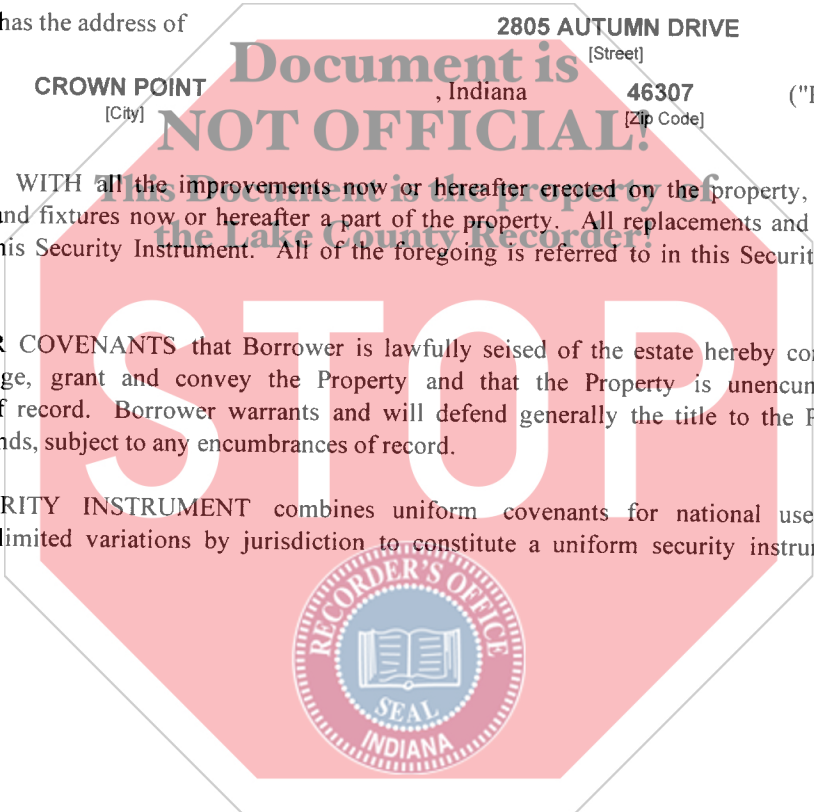 has the address of 2805 AUTUMN DRIVE
[Street]
Document is
CROWN POINT , Indiana 46307 ("
[City] [Zip Code]
NOT OFFICIAL!
WITH all the improvements now or hereafter erected on the property,
This Document is the property of
and fixtures now or hereafter a part of the property. All replacements and
the Lake County Recorder!
his Security Instrument. All of the foregoing is referred to in this Securit
STOP
R COVENANTS that Borrower is lawfully seised of the estate hereby co
ge, grant and convey the Property and that the Property is unencum
f record. Borrower warrants and will defend generally the title to the P
nds, subject to any encumbrances of record.
RITY INSTRUMENT combines uniform covenants for national use
limited variations by jurisdiction to constitute a uniform security instru
RECORDER'S OFFICE
SEAL
INDIANA